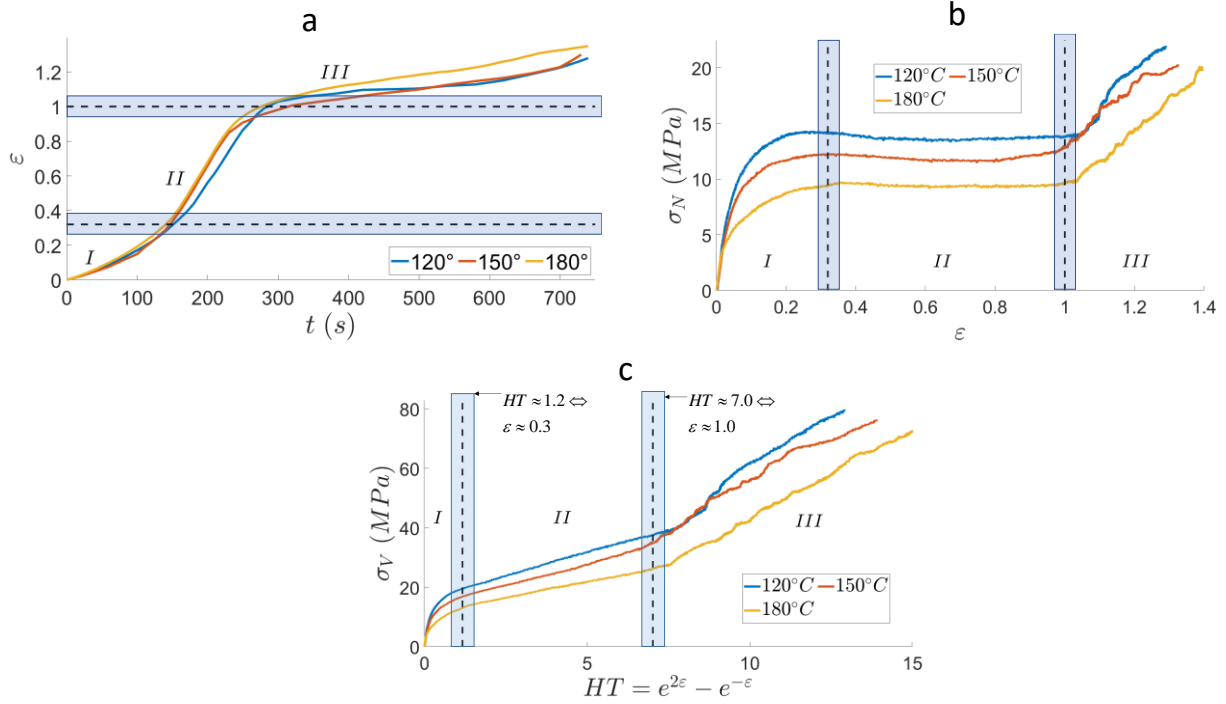 a
1.2
1
0.8
0.6
0.4
0.2
0
ε
I
II
III
120° 150° 180°
0 100 200 300 400 500 600 700
t (s)
b
20
15
10
5
0
σ_N (MPa)
120°C 150°C
180°C
I
II
III
0 0.2 0.4 0.6 0.8 1 1.2 1.4
ε
c
80
60
40
20
0
σ_V (MPa)
HT ≈ 1.2 ⇔
ε ≈ 0.3
HT ≈ 7.0 ⇔
ε ≈ 1.0
I
II
III
120°C 150°C
180°C
0 5 10 15
HT = e^{2ε} − e^{−ε}